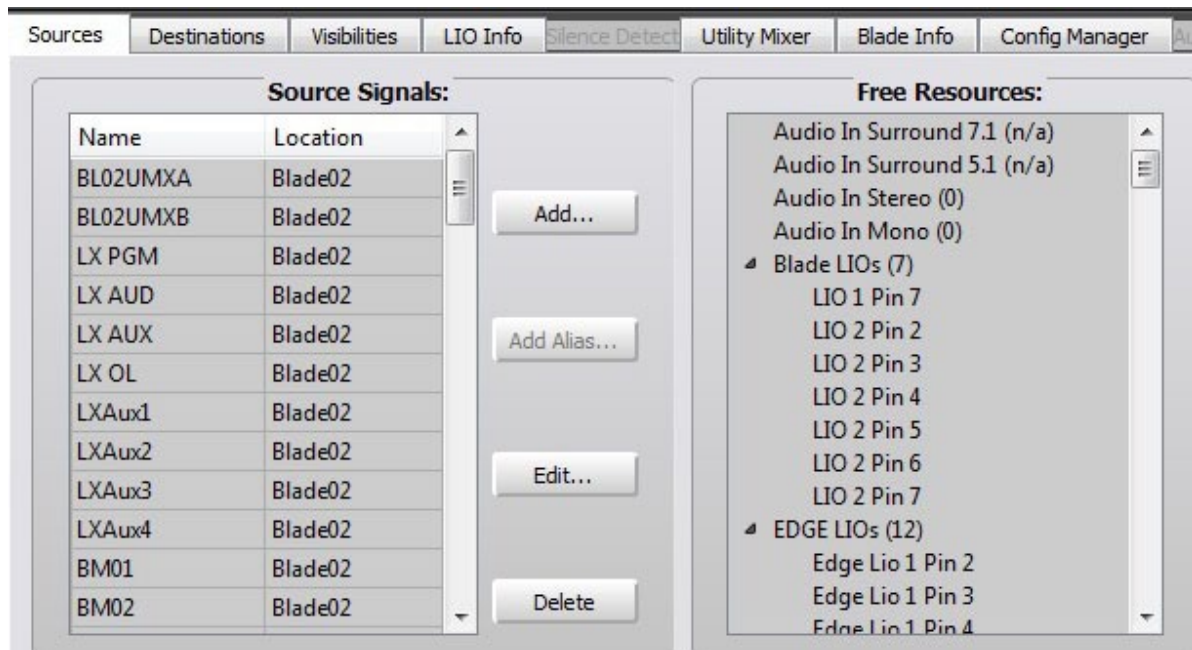 Sources Destinations Visibilities LIO Info Silence Detect Utility Mixer Blade Info Config Manager Au
Source Signals:
Name Location
BL02UMXA Blade02
BL02UMXB Blade02
LX PGM Blade02
LX AUD Blade02
LX AUX Blade02
LX OL Blade02
LXAux1 Blade02
LXAux2 Blade02
LXAux3 Blade02
LXAux4 Blade02
BM01 Blade02
BM02 Blade02
Add...
Add Alias...
Edit...
Delete
Free Resources:
Audio In Surround 7.1 (n/a)
Audio In Surround 5.1 (n/a)
Audio In Stereo (0)
Audio In Mono (0)
Blade LIOs (7)
LIO 1 Pin 7
LIO 2 Pin 2
LIO 2 Pin 3
LIO 2 Pin 4
LIO 2 Pin 5
LIO 2 Pin 6
LIO 2 Pin 7
EDGE LIOs (12)
Edge Lio 1 Pin 2
Edge Lio 1 Pin 3
Edge Lio 1 Pin 4